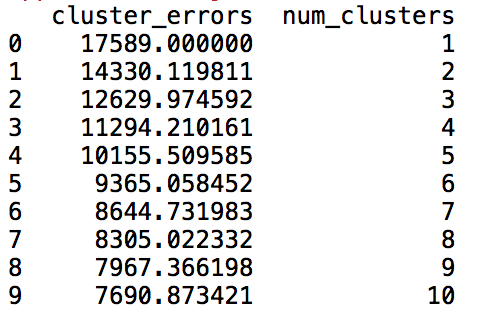 cluster_errors num_clusters
0 17589.000000 1
1 14330.119811 2
2 12629.974592 3
3 11294.210161 4
4 10155.509585 5
5 9365.058452 6
6 8644.731983 7
7 8305.022332 8
8 7967.366198 9
9 7690.873421 10